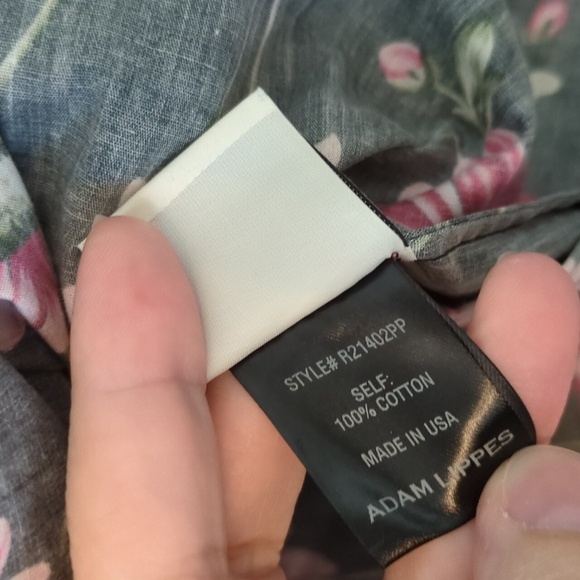 STYLE# R21402PP
SELF:
100% COTTON
MADE IN USA
ADAM LIPPES